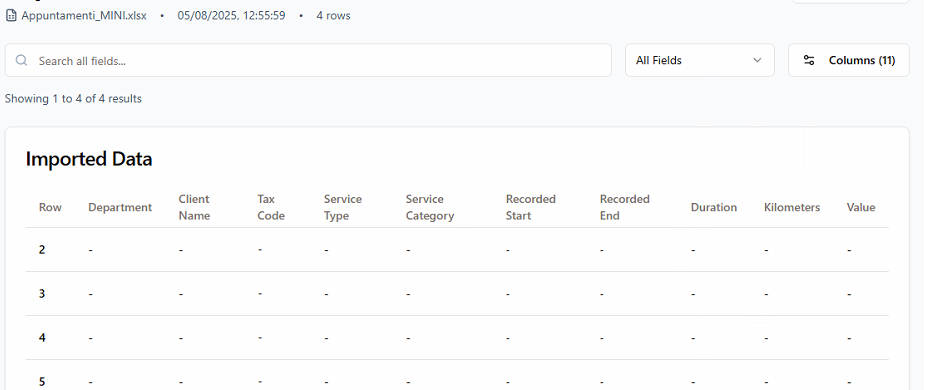 Appuntamenti_MINI.xlsx • 05/08/2025, 12:55:59 • 4 rows
Search all fields... All Fields Columns (11)
Showing 1 to 4 of 4 results
Imported Data
Row Department Client Name Tax Code Service Type Service Category Recorded Start Recorded End Duration Kilometers Value
2 - - - - - - - - - -
3 - - - - - - - - - -
4 - - - - - - - - - -
5 - - - - - - - - - -